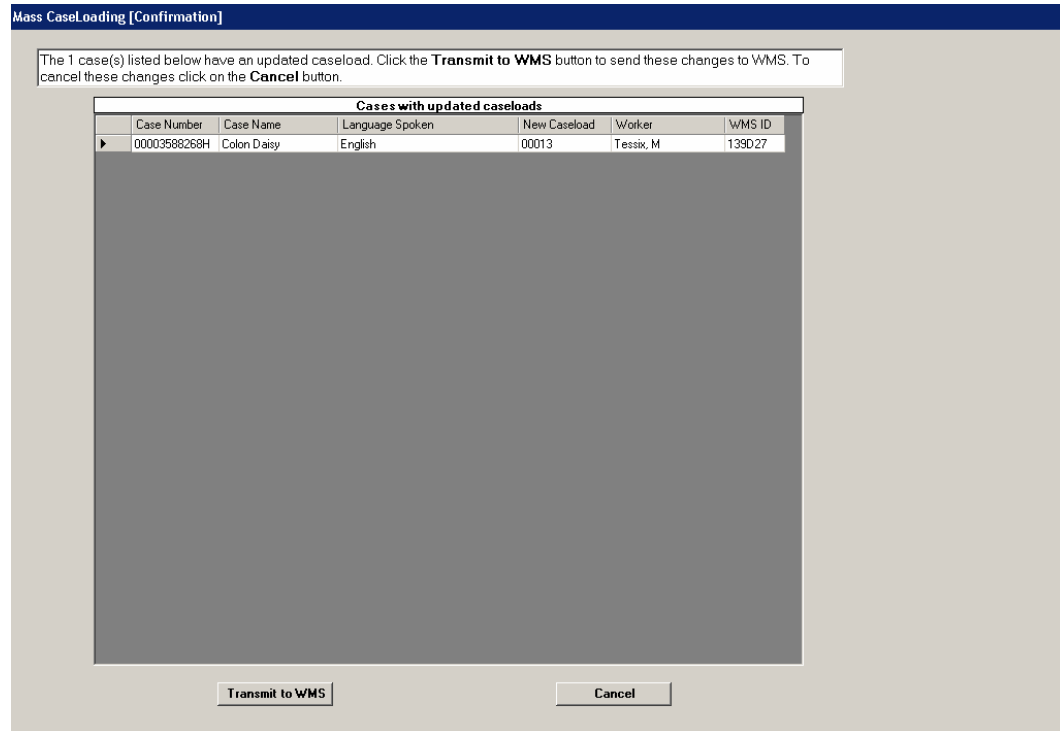 Mass CaseLoading [Confirmation]
The 1 case(s) listed below have an updated caseload. Click the Transmit to WMS button to send these changes to WMS. To
cancel these changes click on the Cancel button.
Cases with updated caseloads
Case Number Case Name Language Spoken New Caseload Worker WMS ID
00003588268H Colon Daisy English 00013 Tessix, M 139D27
Transmit to WMS Cancel